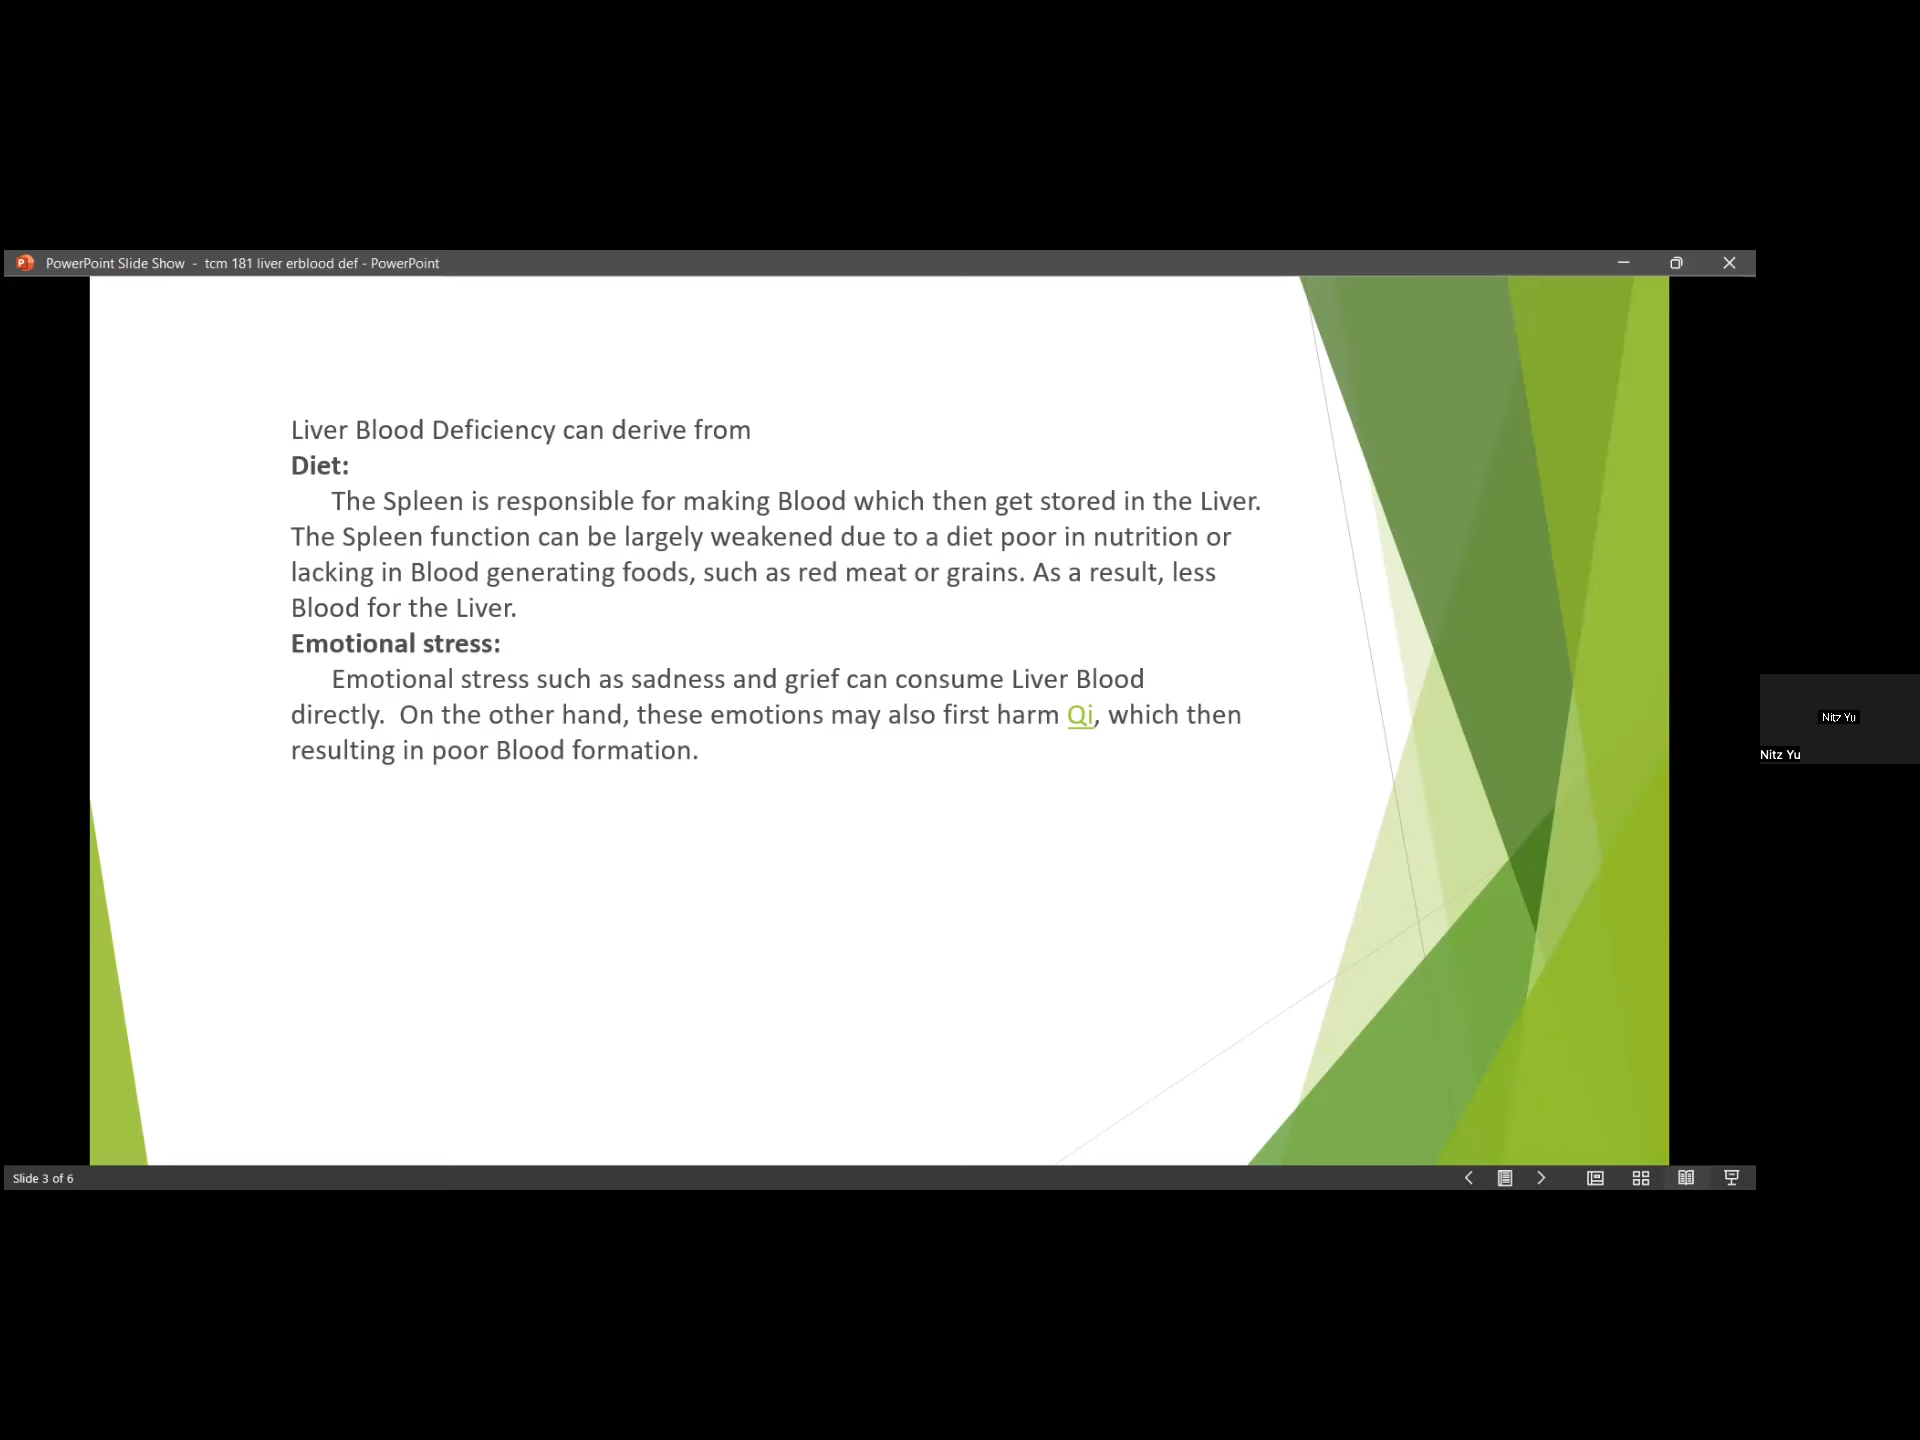 PowerPoint Slide Show - tcm 181 liver erblood def - PowerPoint
Liver Blood Deficiency can derive from
Diet:
The Spleen is responsible for making Blood which then get stored in the Liver.
The Spleen function can be largely weakened due to a diet poor in nutrition or
lacking in Blood generating foods, such as red meat or grains. As a result, less
Blood for the Liver.
Emotional stress:
Emotional stress such as sadness and grief can consume Liver Blood
directly. On the other hand, these emotions may also first harm Qi, which then
resulting in poor Blood formation.
Nitz Yu
Nitz Yu
Slide 3 of 6